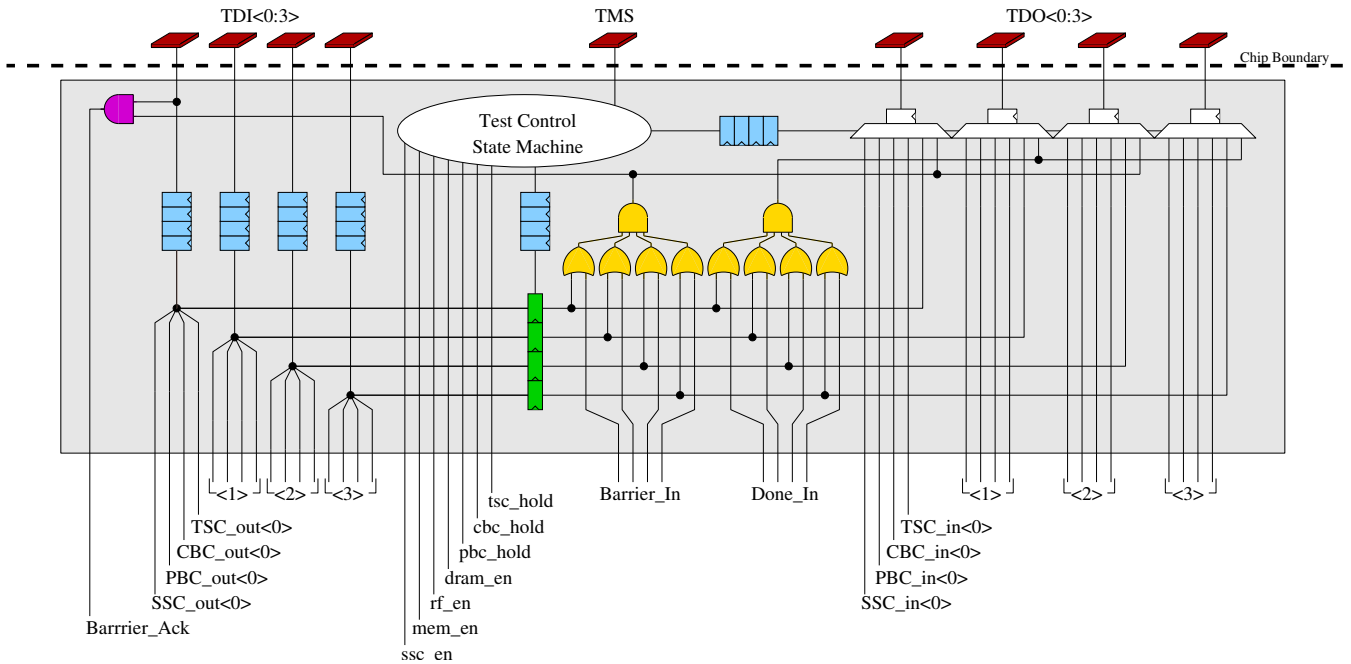 TDI<0:3>
TMS
TDO<0:3>
Chip Boundary
Test Control
State Machine
<1>
<2>
<3>
Barrier_In
Done_In
<1>
<2>
<3>
tsc_hold
TSC_out<0>
cbc_hold
TSC_in<0>
CBC_out<0>
pbc_hold
CBC_in<0>
PBC_out<0>
dram_en
PBC_in<0>
SSC_out<0>
rf_en
SSC_in<0>
Barrrier_Ack
mem_en
ssc_en